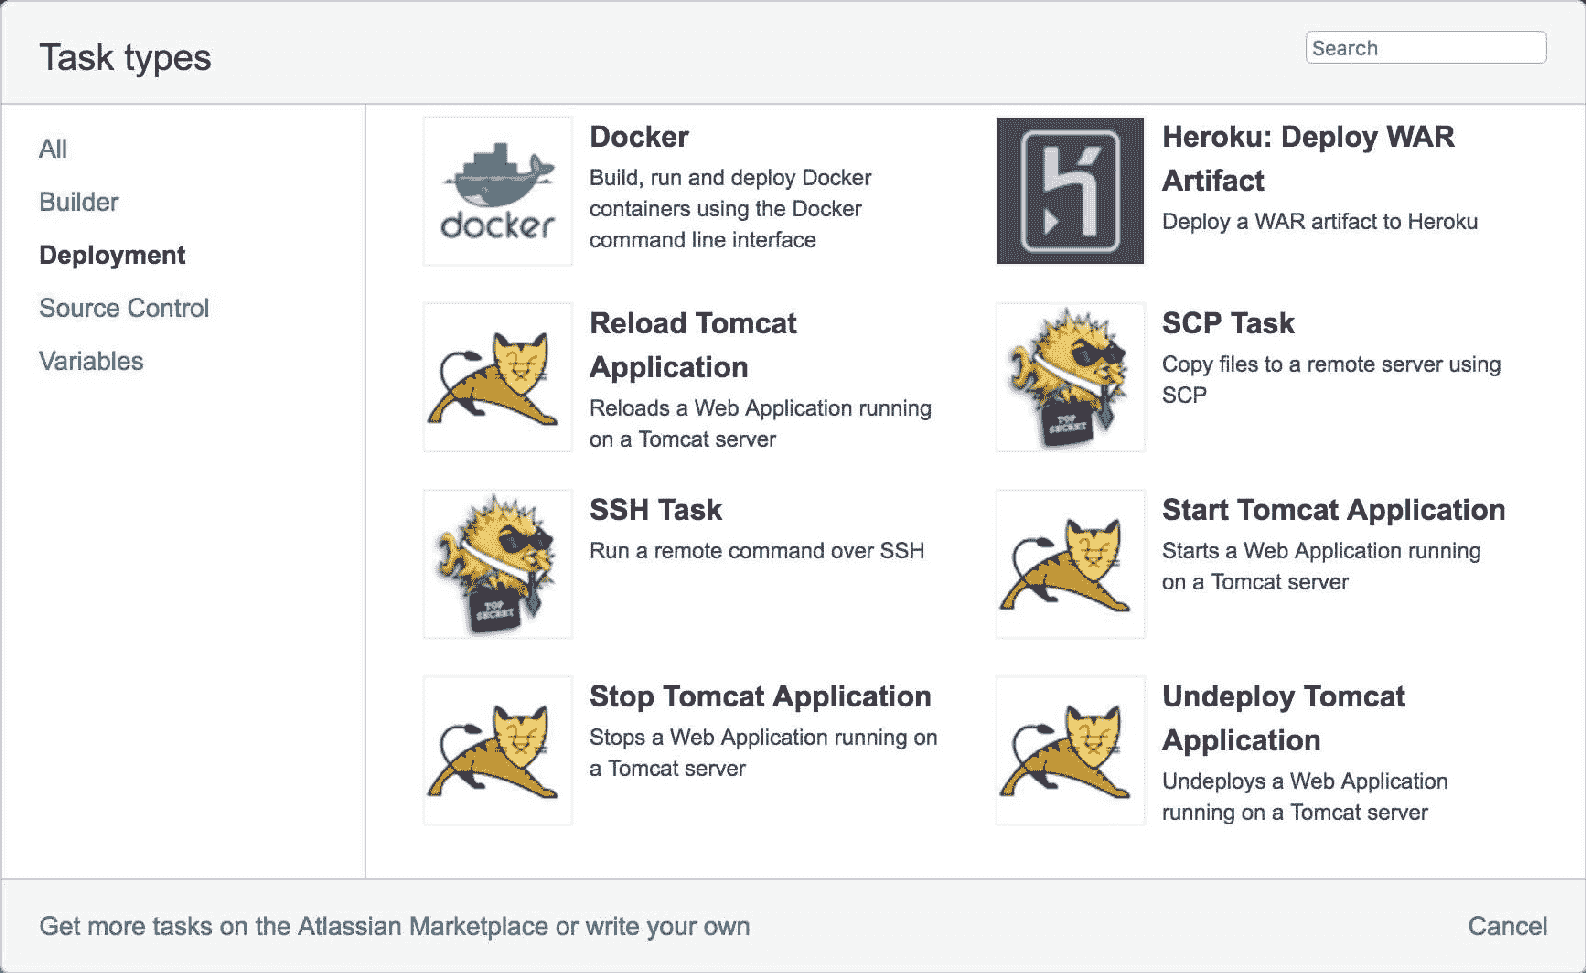 Task types
Search
All
Builder
Deployment
Source Control
Variables
docker
Docker
Build, run and deploy Docker
containers using the Docker
command line interface
Heroku: Deploy WAR
Artifact
Deploy a WAR artifact to Heroku
Reload Tomcat
Application
Reloads a Web Application running
on a Tomcat server
TOP
SECRET
SCP Task
Copy files to a remote server using
SCP
TOP
SECRET
SSH Task
Run a remote command over SSH
Start Tomcat Application
Starts a Web Application running
on a Tomcat server
Stop Tomcat Application
Stops a Web Application running on
a Tomcat server
Undeploy Tomcat
Application
Undeploys a Web Application
running on a Tomcat server
Get more tasks on the Atlassian Marketplace or write your own
Cancel